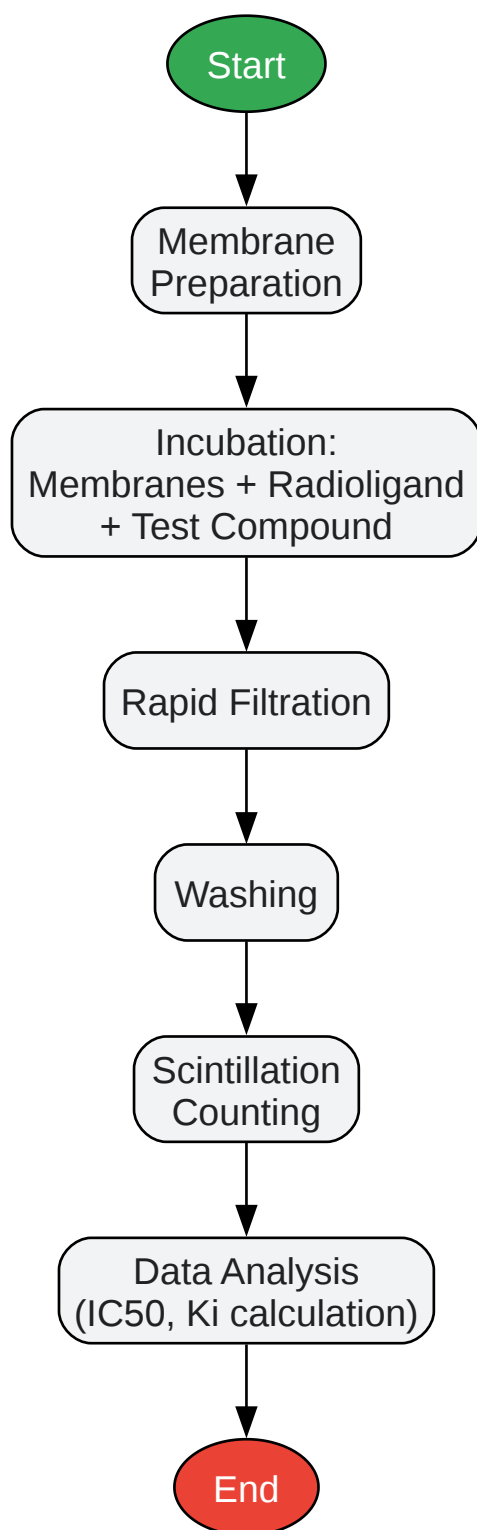 Start
Membrane
Preparation
Incubation:
Membranes + Radioligand
+ Test Compound
Rapid Filtration
Washing
Scintillation
Counting
Data Analysis
(IC50, Ki calculation)
End